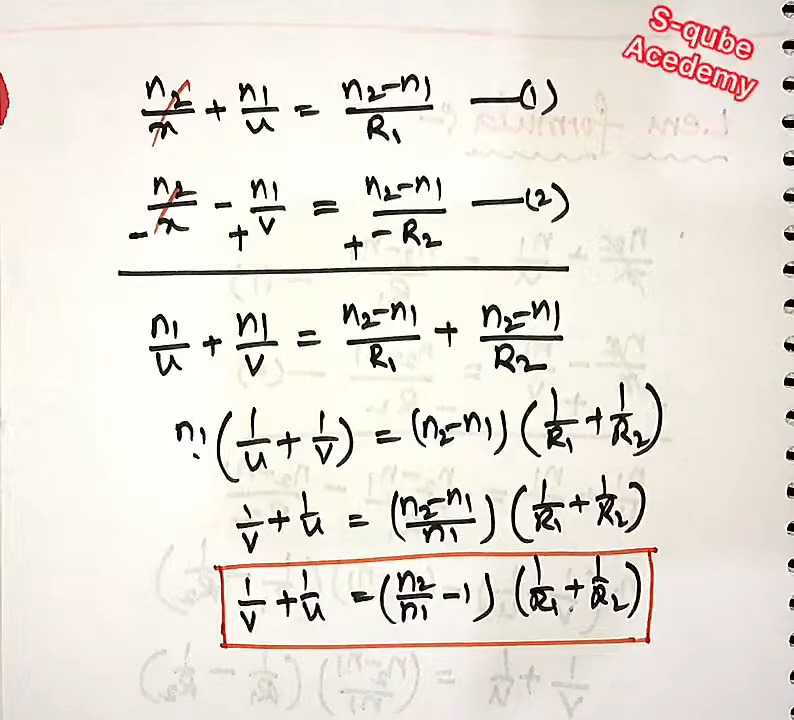 S-qube
Acedemy
n₂/x + n₁/u = n₂-n₁/R₁ —(1)
- n₂/x - + n₁/v = n₂-n₁/+ - R₂ —(2)
n₁/u + n₁/v = n₂-n₁/R₁ + n₂-n₁/R₂
n₁ (1/u + 1/v) = (n₂-n₁) (1/R₁ + 1/R₂)
1/v + 1/u = (n₂-n₁/n₁) (1/R₁ + 1/R₂)
1/v + 1/u = (n₂/n₁ - 1) (1/R₁ + 1/R₂)